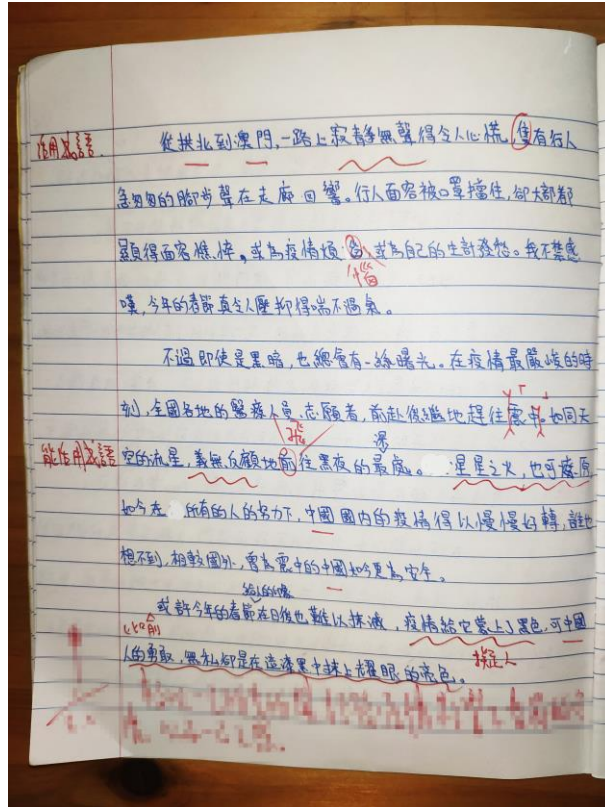 活用成語.
從拱北到澳門,一路上寂靜無聲得令人心慌,隻有行人
急匆匆的腳步聲在走廊回響。行人面容被口罩擋住,卻大部都
顯得面容憔悴,或為疫情煩 或為自己的生計發愁。我不禁感
惱
嘆,今年的春節真令人壓抑得喘不過氣。
不過即使是黑暗,也總會有一絲曙光。在疫情最嚴峻的時
刻,全國各地的醫療人員、志願者,前赴後繼地趕往 如同天
能活用成語
空的流星,義無反顧地前往黑夜的最 處。星星之火,也可燎原
深
如今在 所有的人的努力下,中國國內的疫情得以慢慢好轉,誰也
想不到,相較國外,曾為 中的中國如今更為安全。
或許今年的春節在日後也難以抹滅,疫情給它蒙上了黑色,可中國
人的勇敢,無私卻是在這漆黑中抹上耀眼的亮色。
擬人